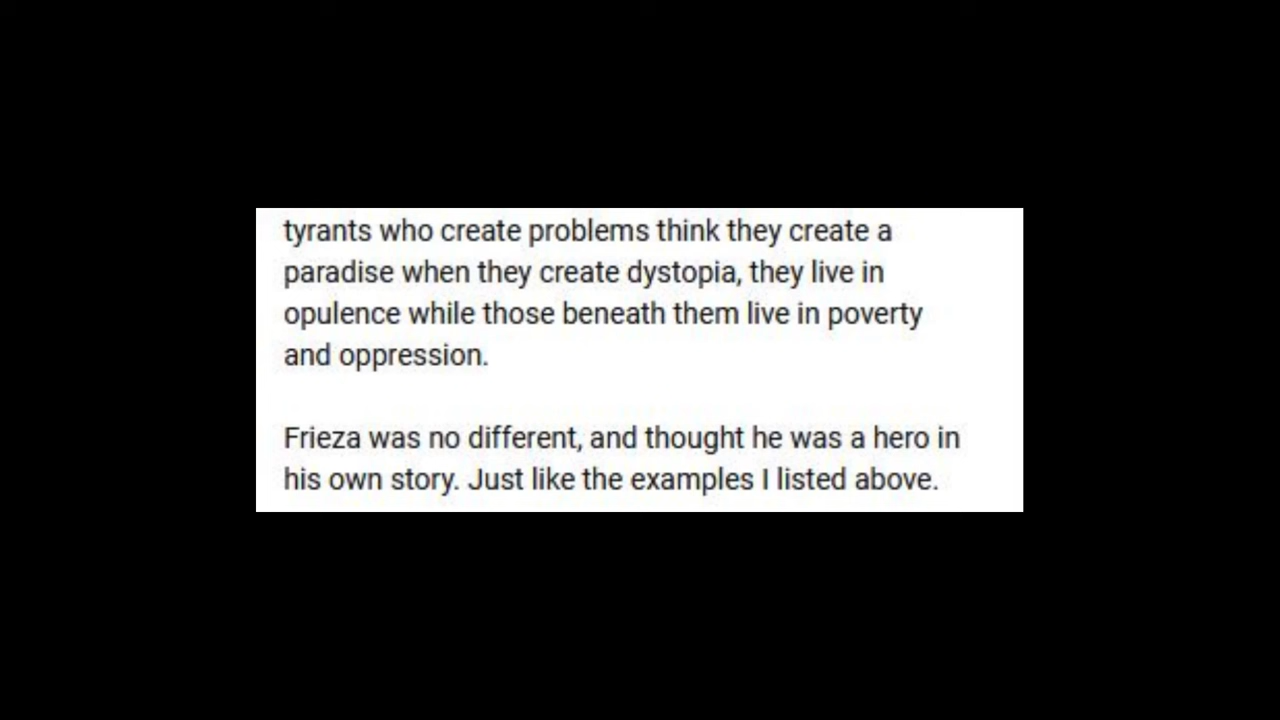 tyrants who create problems think they create a
paradise when they create dystopia, they live in
opulence while those beneath them live in poverty
and oppression.
Frieza was no different, and thought he was a hero in
his own story. Just like the examples I listed above.